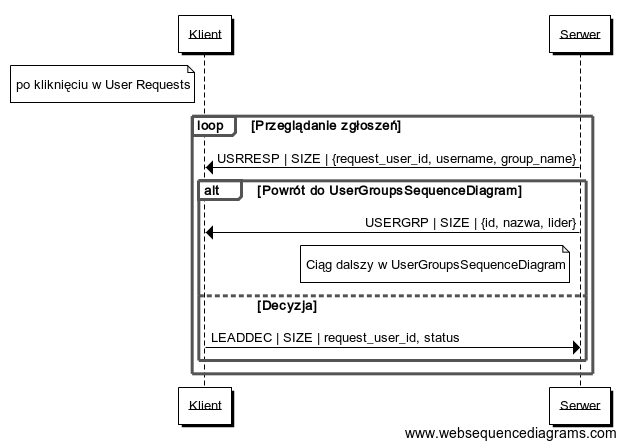 Klient
Serwer
po kliknięciu w User Requests
loop
[Przeglądanie zgłoszeń]
USRRESP | SIZE | {request_user_id, username, group_name}
alt
[Powrót do UserGroupsSequenceDiagram]
USERGRP | SIZE | {id, nazwa, lider}
Ciąg dalszy w UserGroupsSequenceDiagram
[Decyzja]
LEADDEC | SIZE | request_user_id, status
Klient
Serwer
www.websequencediagrams.com